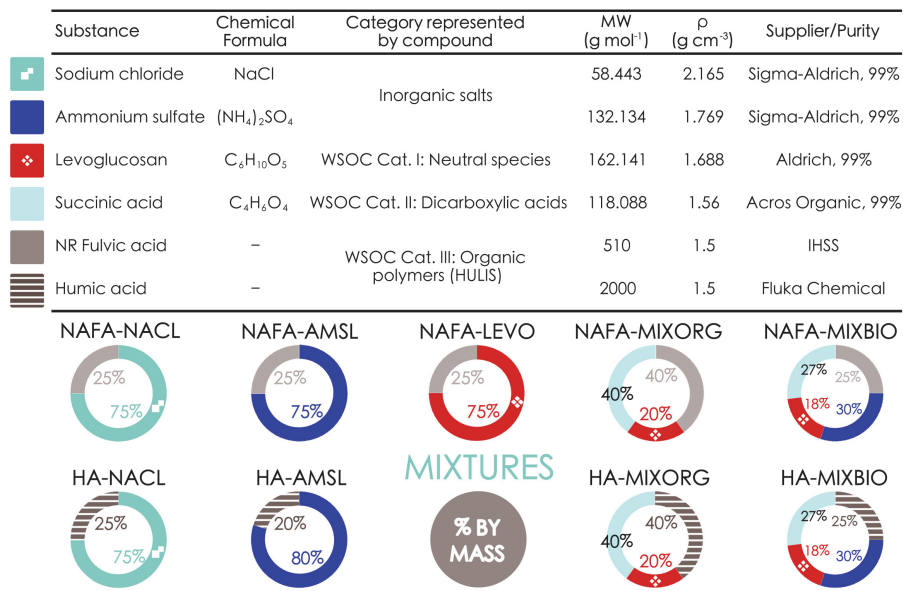 Substance Chemical Formula Category represented by compound MW (g mol⁻¹) ρ (g cm⁻³) Supplier/Purity
Sodium chloride NaCl 58.443 2.165 Sigma-Aldrich, 99%
Inorganic salts
Ammonium sulfate (NH₄)₂SO₄ 132.134 1.769 Sigma-Aldrich, 99%
Levoglucosan C₆H₁₀O₅ WSOC Cat. I: Neutral species 162.141 1.688 Aldrich, 99%
Succinic acid C₄H₆O₄ WSOC Cat. II: Dicarboxylic acids 118.088 1.56 Acros Organic, 99%
NR Fulvic acid – 510 1.5 IHSS
WSOC Cat. III: Organic polymers (HULIS)
Humic acid – 2000 1.5 Fluka Chemical
NAFA-NACL NAFA-AMSL NAFA-LEVO NAFA-MIXORG NAFA-MIXBIO
25% 75%
25% 75%
25% 75%
40% 40% 20%
27% 25% 18% 30%
MIXTURES
HA-NACL HA-AMSL HA-MIXORG HA-MIXBIO
25% 75%
20% 80%
% BY
MASS
40% 40% 20%
27% 25% 18% 30%